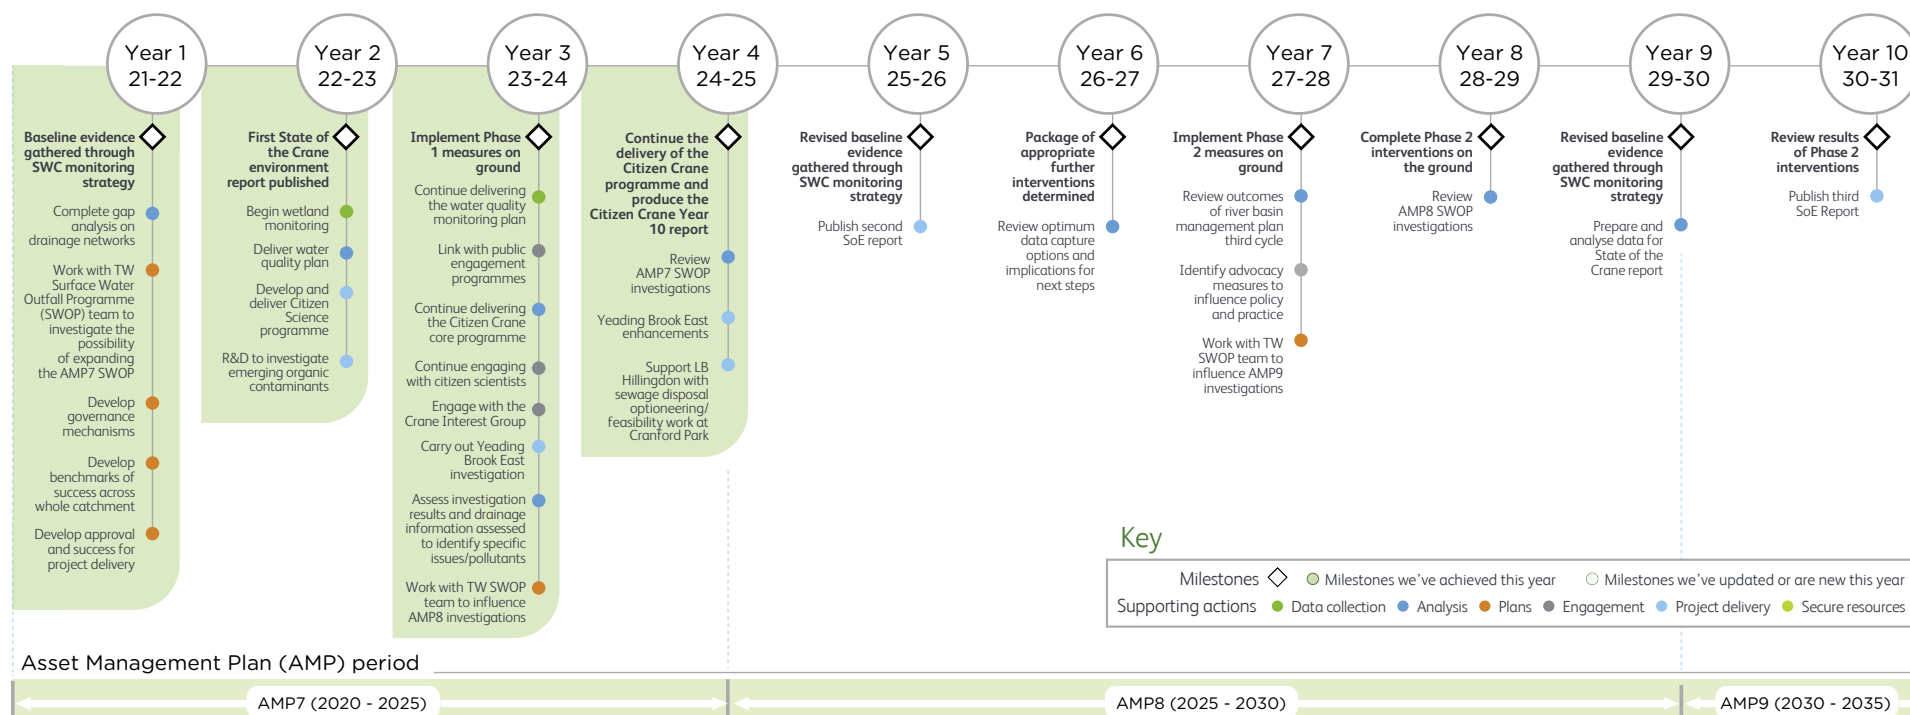 Year 1
21-22
Year 2
22-23
Year 3
23-24
Year 4
24-25
Year 5
25-26
Year 6
26-27
Year 7
27-28
Year 8
28-29
Year 9
29-30
Year 10
30-31
Baseline evidence
gathered through
SWC monitoring
strategy
Complete gap
analysis on
drainage networks
Work with TW
Surface Water
Outfall Programme
(SWOP) team to
investigate the
possibility
of expanding
the AMP7 SWOP
Develop
governance
mechanisms
Develop
benchmarks of
success across
whole catchment
Develop approval
and success for
project delivery
First State of
the Crane
environment
report published
Begin wetland
monitoring
Deliver water
quality plan
Develop and
deliver Citizen
Science
programme
R&D to investigate
emerging organic
contaminants
Implement Phase
1 measures on
ground
Continue delivering
the water quality
monitoring plan
Link with public
engagement
programmes
Continue delivering
the Citizen Crane
core programme
Continue engaging
with citizen scientists
Engage with the
Crane Interest Group
Carry out Yeading
Brook East
investigation
Assess investigation
results and drainage
information assessed
to identify specific
issues/pollutants
Work with TW SWOP
team to influence
AMP8 investigations
Continue the
delivery of the
Citizen Crane
programme and
produce the
Citizen Crane Year
10 report
Review
AMP7 SWOP
investigations
Yeading Brook East
enhancements
Support LB
Hillingdon with
sewage disposal
optioneering/
feasibility work at
Cranford Park
Revised baseline
evidence
gathered through
SWC monitoring
strategy
Publish second
SoE report
Package of
appropriate
further
interventions
determined
Review optimum
data capture
options and
implications for
next steps
Implement Phase
2 measures on
ground
Review outcomes
of river basin
management plan
third cycle
Identify advocacy
measures to
influence policy
and practice
Work with TW
SWOP team to
influence AMP9
investigations
Complete Phase 2
interventions on
the ground
Review
AMP8 SWOP
investigations
Revised baseline
evidence
gathered through
SWC monitoring
strategy
Prepare and
analyse data for
State of the
Crane report
Review results
of Phase 2
interventions
Publish third
SoE Report
Key
Milestones Milestones we've achieved this year Milestones we've updated or are new this year
Supporting actions Data collection Analysis Plans Engagement Project delivery Secure resources
Asset Management Plan (AMP) period
AMP7 (2020 - 2025)
AMP8 (2025 - 2030)
AMP9 (2030 - 2035)